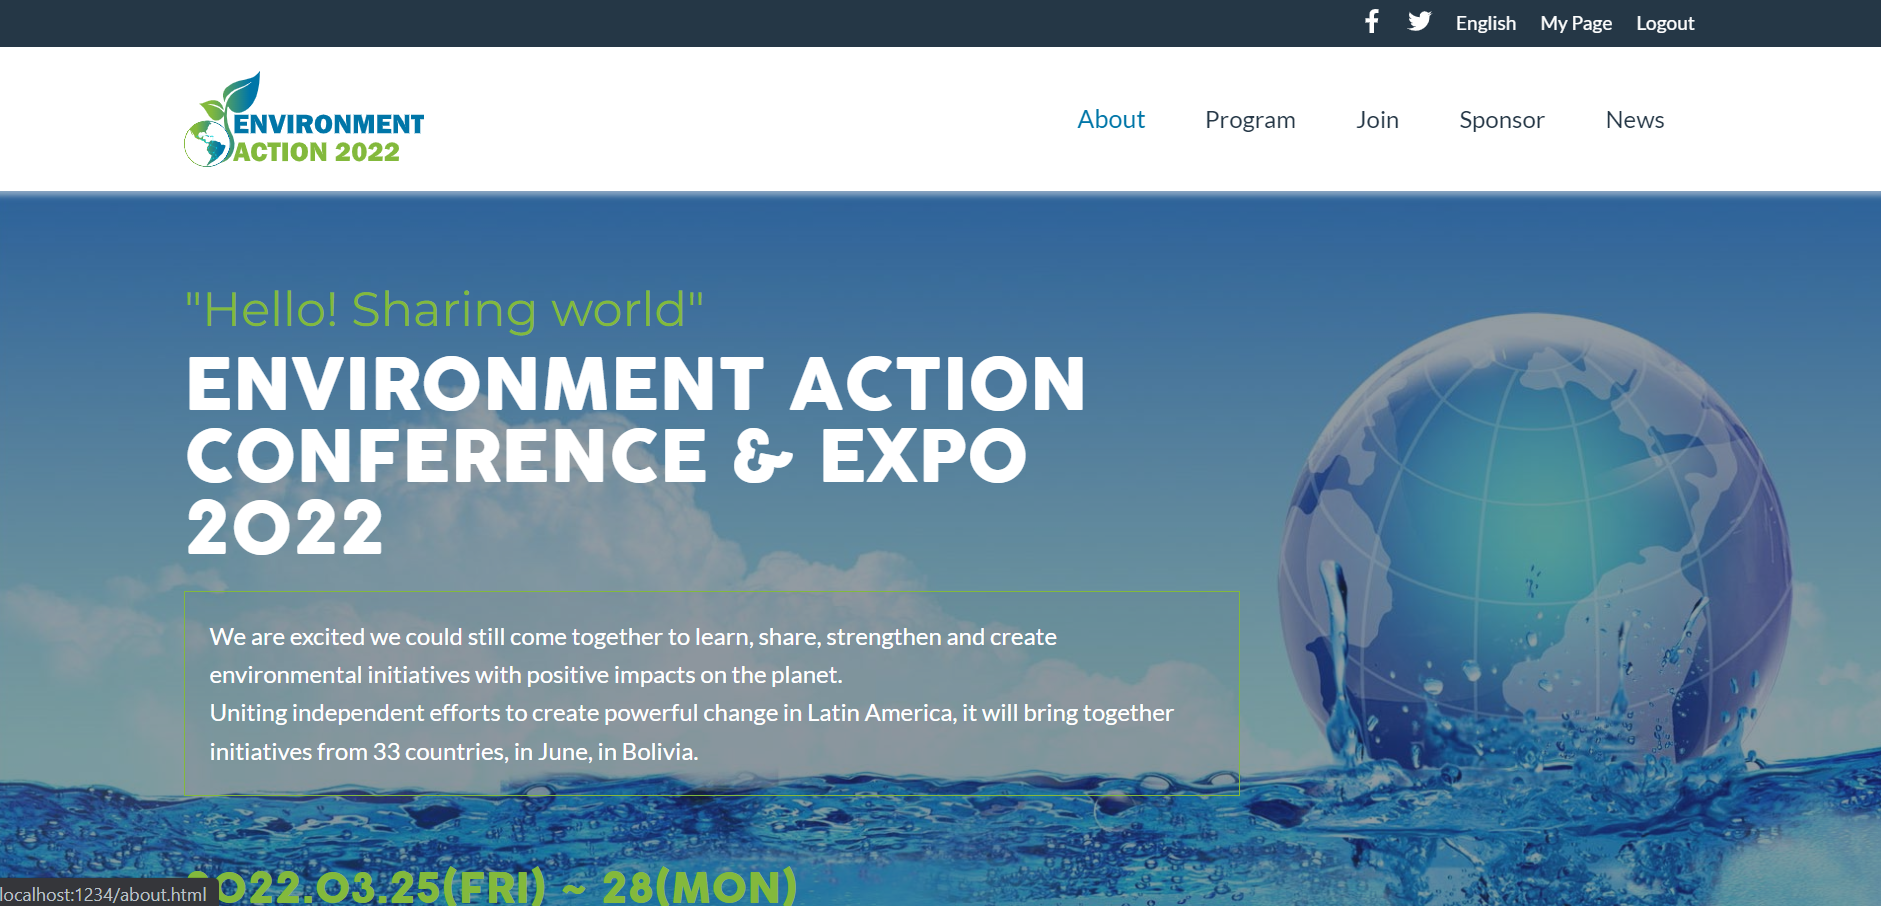 English My Page Logout
ENVIRONMENT
ACTION 2022
About Program Join Sponsor News
"Hello! Sharing world"
ENVIRONMENT ACTION
CONFERENCE & EXPO
2022
We are excited we could still come together to learn, share, strengthen and create
environmental initiatives with positive impacts on the planet.
Uniting independent efforts to create powerful change in Latin America, it will bring together
initiatives from 33 countries, in June, in Bolivia.
2022.03.25(FRI) ~ 28(MON)
localhost:1234/about.html